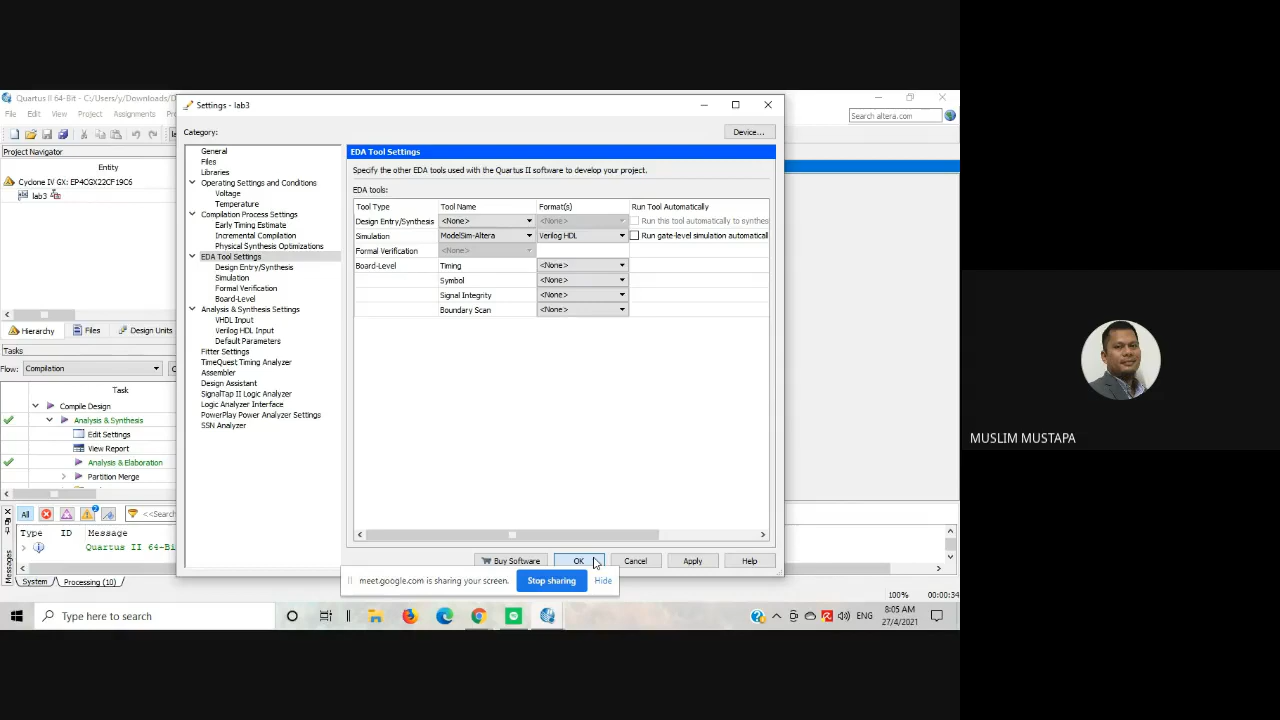 Quartus II 64-Bit - C:/Users/y/Downloads/D
File Edit View Project Assignments
Search altera.com
Project Navigator
Entity
Cyclone IV GX: EP4CGX22CF19C6
lab3
Hierarchy Files Design Units
Tasks
Flow: Compilation
Task
Compile Design
Analysis & Synthesis
Edit Settings
View Report
Analysis & Elaboration
Partition Merge
All <<Search
Type ID Message
Quartus II 64-Bi
Messages
System Processing (10)
100% 00:00:34
Settings - lab3
Category:
Device...
General
Files
Libraries
Operating Settings and Conditions
Voltage
Temperature
Compilation Process Settings
Early Timing Estimate
Incremental Compilation
Physical Synthesis Optimizations
EDA Tool Settings
Design Entry/Synthesis
Simulation
Formal Verification
Board-Level
Analysis & Synthesis Settings
VHDL Input
Verilog HDL Input
Default Parameters
Fitter Settings
TimeQuest Timing Analyzer
Assembler
Design Assistant
SignalTap II Logic Analyzer
Logic Analyzer Interface
PowerPlay Power Analyzer Settings
SSN Analyzer
EDA Tool Settings
Specify the other EDA tools used with the Quartus II software to develop your project.
EDA tools:
Tool Type Tool Name Format(s) Run Tool Automatically
Design Entry/Synthesis <None> <None> Run this tool automatically to synthes
Simulation ModelSim-Altera Verilog HDL Run gate-level simulation automaticall
Formal Verification <None>
Board-Level Timing <None>
Symbol <None>
Signal Integrity <None>
Boundary Scan <None>
Buy Software OK Cancel Apply Help
meet.google.com is sharing your screen. Stop sharing Hide
Type here to search
ENG
8:05 AM
27/4/2021
MUSLIM MUSTAPA